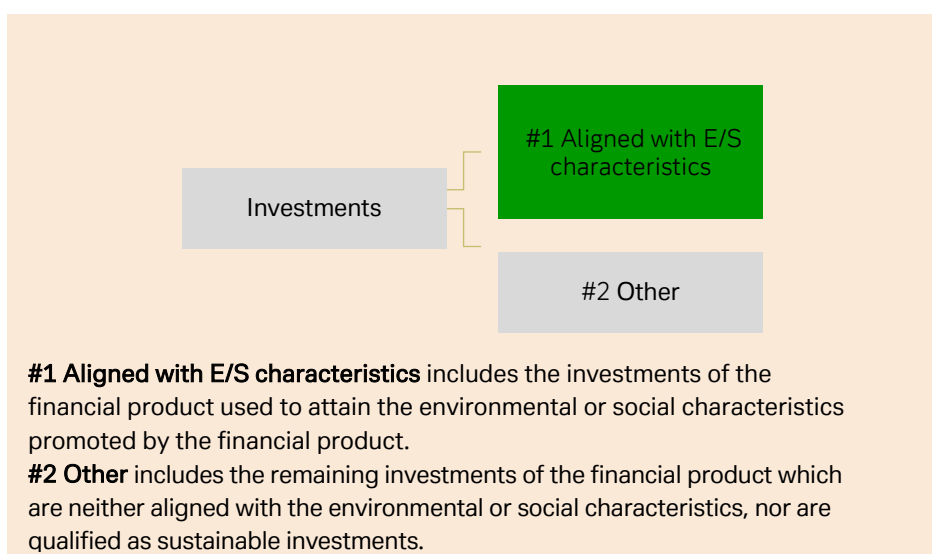 #1 Aligned with E/S
characteristics
Investments
#2 Other
#1 Aligned with E/S characteristics includes the investments of the
financial product used to attain the environmental or social characteristics
promoted by the financial product.
#2 Other includes the remaining investments of the financial product which
are neither aligned with the environmental or social characteristics, nor are
qualified as sustainable investments.